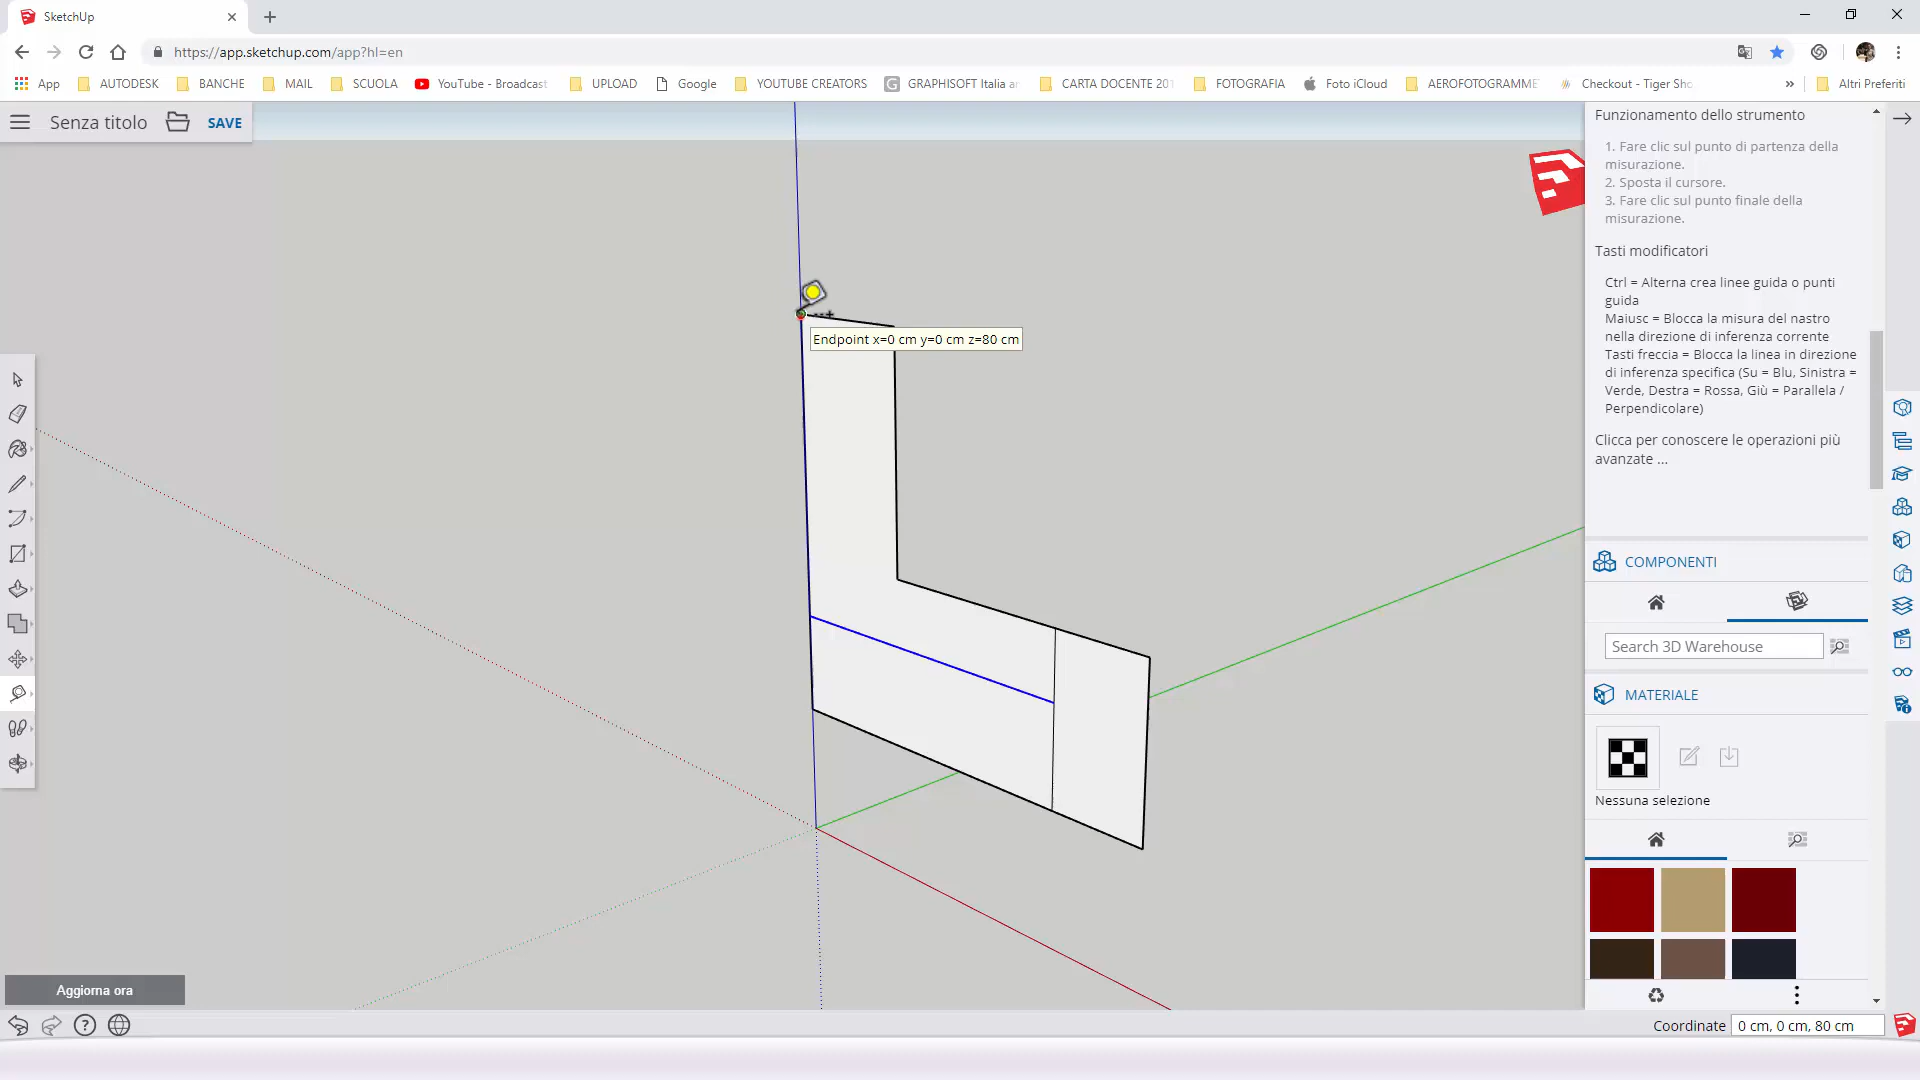 SketchUp
https://app.sketchup.com/app?hl=en
App
AUTODESK
BANCHE
MAIL
SCUOLA
YouTube - Broadcast
UPLOAD
Google
YOUTUBE CREATORS
GRAPHISOFT Italia an
CARTA DOCENTE 201
FOTOGRAFIA
Foto iCloud
AEROFOTOGRAMME
Checkout - Tiger Sho
»
Altri Preferiti
Senza titolo
SAVE
Funzionamento dello strumento
1. Fare clic sul punto di partenza della
misurazione.
2. Sposta il cursore.
3. Fare clic sul punto finale della
misurazione.
Tasti modificatori
Ctrl = Alterna crea linee guida o punti
guida
Maiusc = Blocca la misura del nastro
nella direzione di inferenza corrente
Tasti freccia = Blocca la linea in direzione
di inferenza specifica (Su = Blu, Sinistra =
Verde, Destra = Rossa, Giù = Parallela /
Perpendicolare)
Clicca per conoscere le operazioni più
avanzate ...
Endpoint x=0 cm y=0 cm z=80 cm
COMPONENTI
Search 3D Warehouse
MATERIALE
Nessuna selezione
Aggiorna ora
Coordinate
0 cm, 0 cm, 80 cm